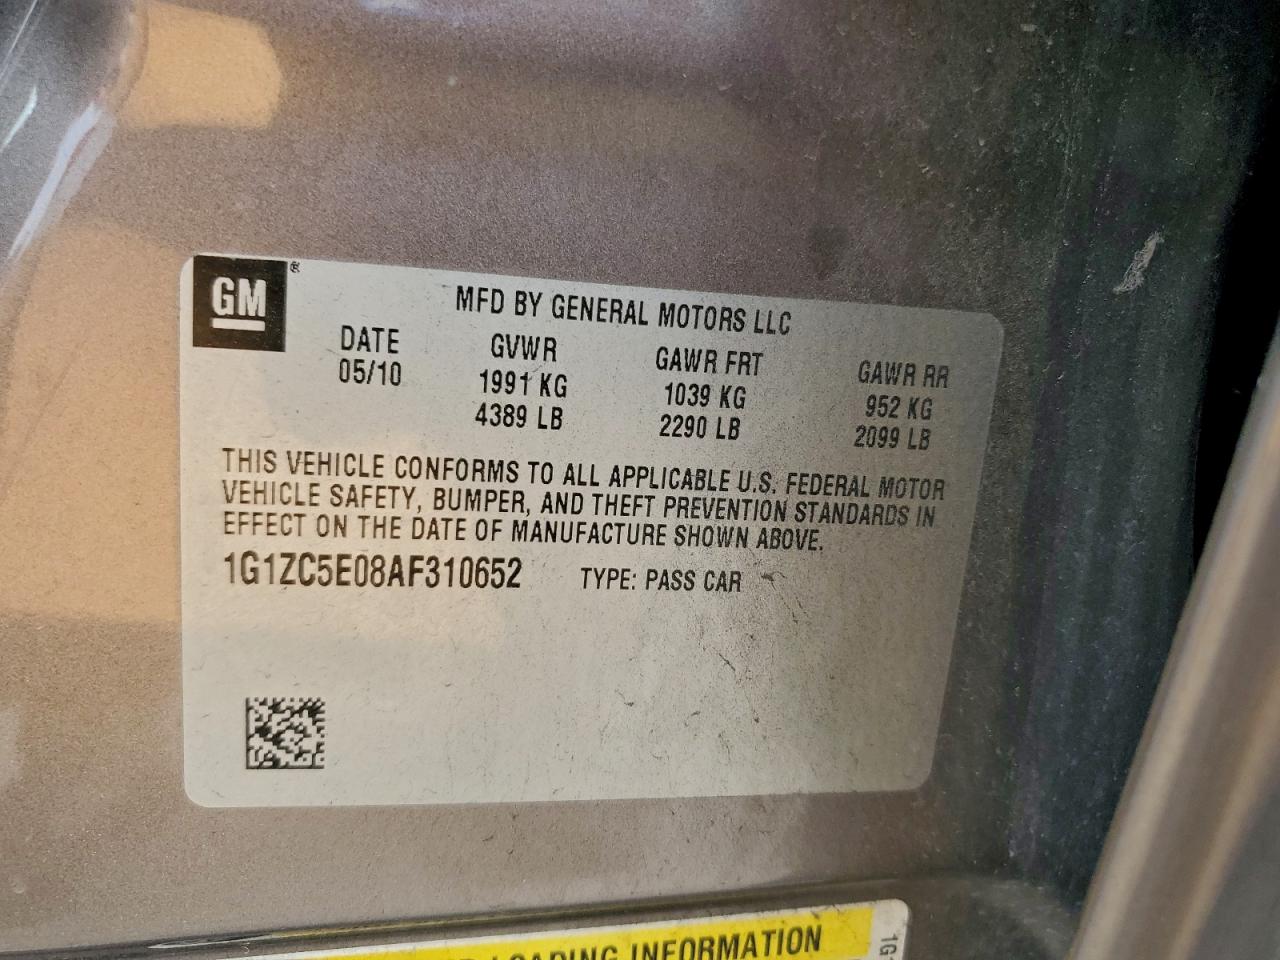 GM®
MFD BY GENERAL MOTORS LLC
DATE GVWR GAWR FRT GAWR RR
05/10 1991 KG 1039 KG 952 KG
4389 LB 2290 LB 2099 LB
THIS VEHICLE CONFORMS TO ALL APPLICABLE U.S. FEDERAL MOTOR
VEHICLE SAFETY, BUMPER, AND THEFT PREVENTION STANDARDS IN
EFFECT ON THE DATE OF MANUFACTURE SHOWN ABOVE.
1G1ZC5E08AF310652 TYPE: PASS CAR
LOADING INFORMATION